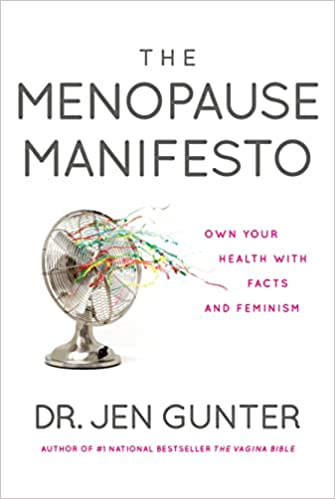 THE
MENOPAUSE
MANIFESTO
OWN YOUR
HEALTH WITH
FACTS
AND FEMINISM
DR. JEN GUNTER
AUTHOR OF #1 NATIONAL BESTSELLER THE VAGINA BIBLE